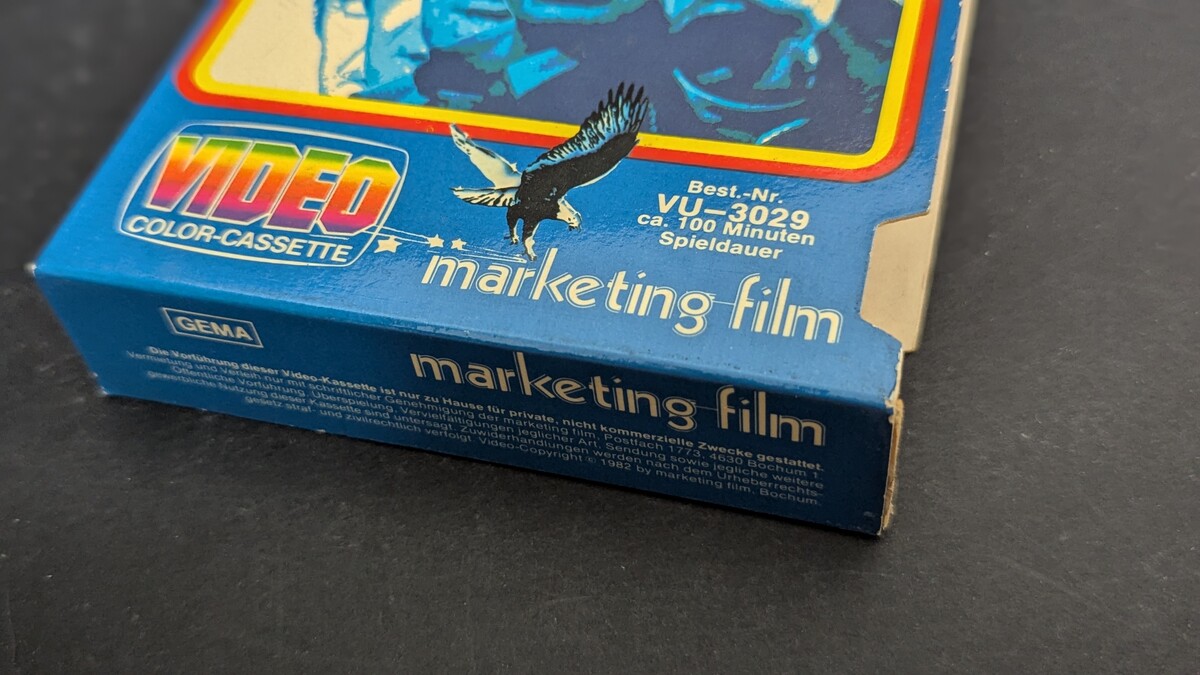 VIDEO
COLOR-CASSETTE
Best.-Nr.
VU-3029
ca. 100 Minuten
Spieldauer
marketing film
GEMA
marketing film
Die Vorführung dieser Video-Kassette ist nur zu Hause für private, nicht kommerzielle Zwecke gestattet.
Vermietung und Verleih nur mit schriftlicher Genehmigung der marketing film, Postfach 1773, 4630 Bochum 1.
Öffentliche Vorführung, Überspielung, Vervielfältigungen jeglicher Art, Sendung sowie jegliche weitere
gewerbliche Nutzung dieser Kassette sind untersagt. Zuwiderhandlungen werden nach dem Urheberrechts-
gesetz straf- und zivilrechtlich verfolgt. Video-Copyright © 1982 by marketing film, Bochum.